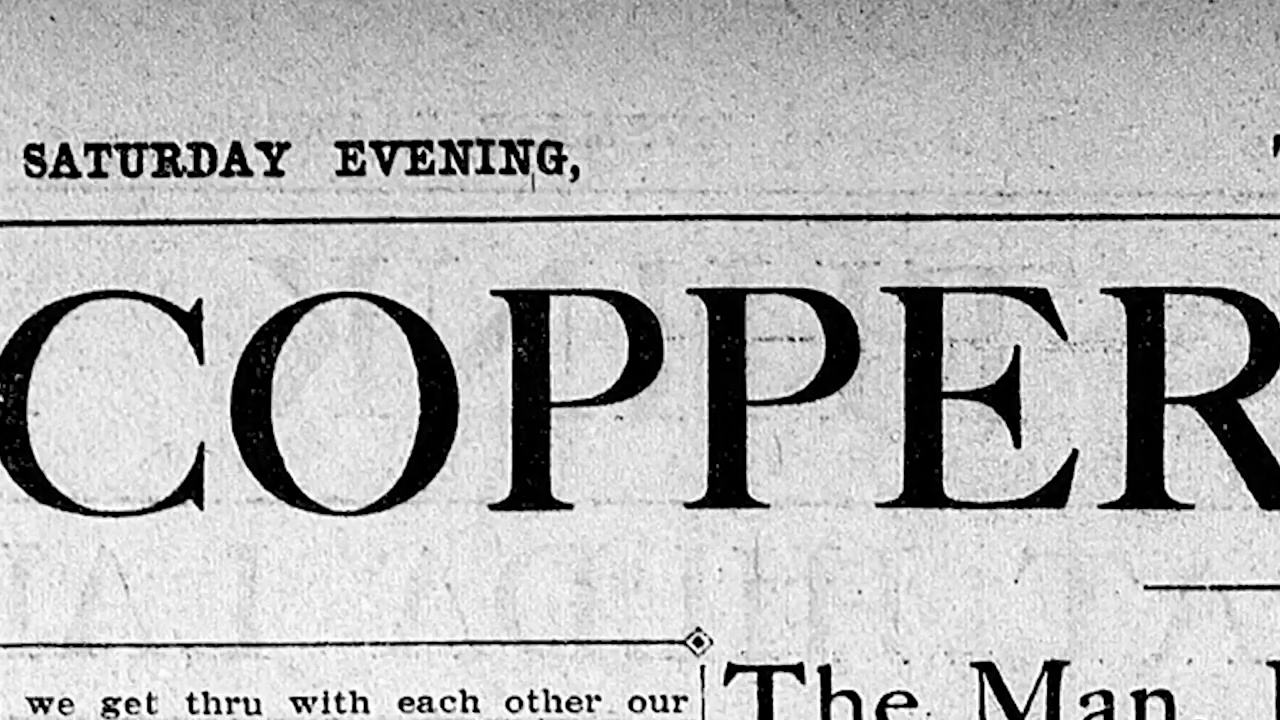 SATURDAY EVENING,
COPPER
we get thru with each other our
The Man